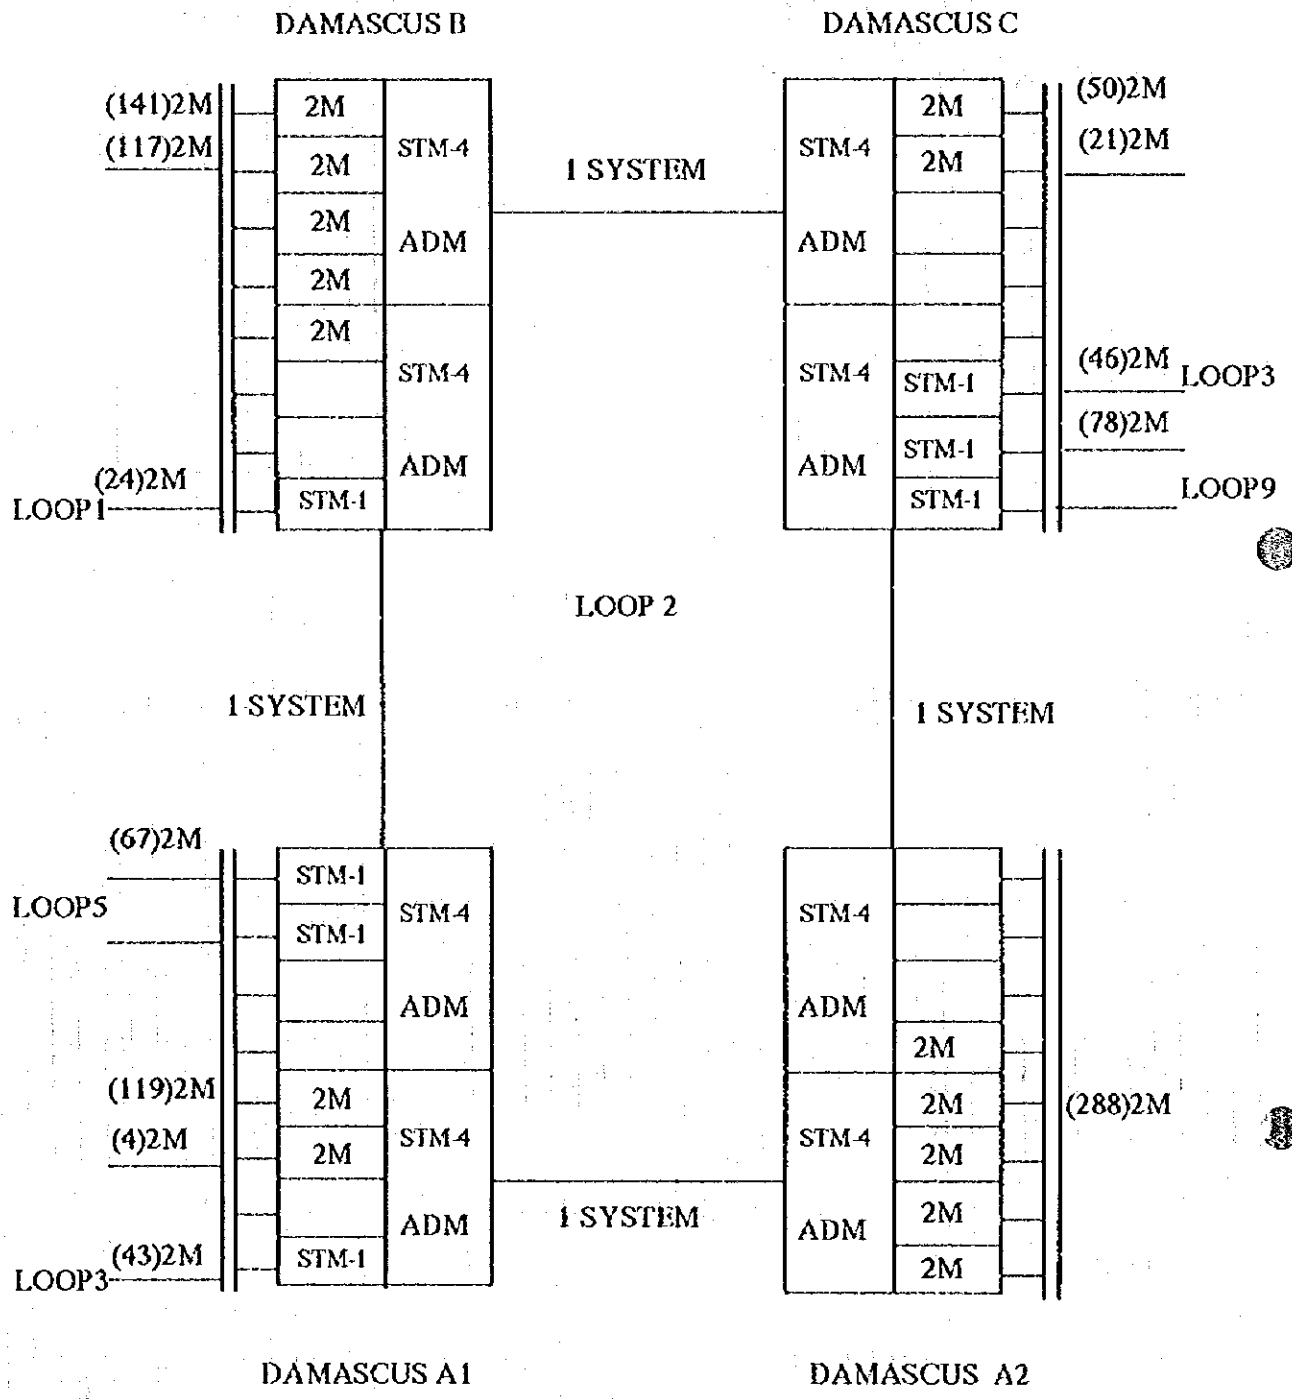 DAMASCUS B
DAMASCUS C
(141)2M
2M
2M
(50)2M
(117)2M
2M
STM-4
1 SYSTEM
STM-4
2M
(21)2M
2M
ADM
ADM
2M
2M
STM-4
STM-4
STM-1
(46)2M
LOOP3
(78)2M
ADM
ADM
STM-1
(24)2M
LOOP1
STM-1
STM-1
LOOP9
LOOP 2
1 SYSTEM
1 SYSTEM
(67)2M
STM-1
LOOP5
STM-1
STM-4
STM-4
ADM
ADM
2M
(119)2M
2M
2M
(288)2M
(4)2M
2M
STM-4
STM-4
2M
ADM
1 SYSTEM
ADM
2M
(43)2M
LOOP3
STM-1
2M
DAMASCUS A1
DAMASCUS A2